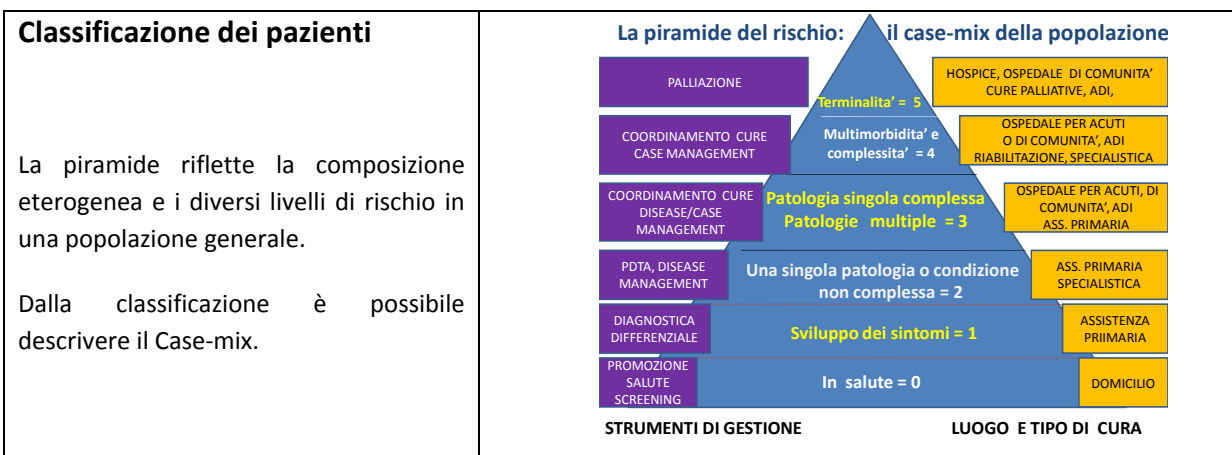 Classificazione dei pazienti
La piramide riflette la composizione
eterogenea e i diversi livelli di rischio in
una popolazione generale.
Dalla classificazione è possibile
descrivere il Case-mix.
La piramide del rischio: il case-mix della popolazione
PALLIAZIONE
Terminalita’ = 5
HOSPICE, OSPEDALE DI COMUNITA’
CURE PALLIATIVE, ADI,
COORDINAMENTO CURE
CASE MANAGEMENT
Multimorbidita’ e
complessita’ = 4
OSPEDALE PER ACUTI
O DI COMUNITA’, ADI
RIABILITAZIONE, SPECIALISTICA
COORDINAMENTO CURE
DISEASE/CASE
MANAGEMENT
Patologia singola complessa
Patologie multiple = 3
OSPEDALE PER ACUTI, DI
COMUNITA’, ADI
ASS. PRIMARIA
PDTA, DISEASE
MANAGEMENT
Una singola patologia o condizione
non complessa = 2
ASS. PRIMARIA
SPECIALISTICA
DIAGNOSTICA
DIFFERENZIALE
Sviluppo dei sintomi = 1
ASSISTENZA
PRIIMARIA
PROMOZIONE
SALUTE
SCREENING
In salute = 0
DOMICILIO
STRUMENTI DI GESTIONE
LUOGO E TIPO DI CURA